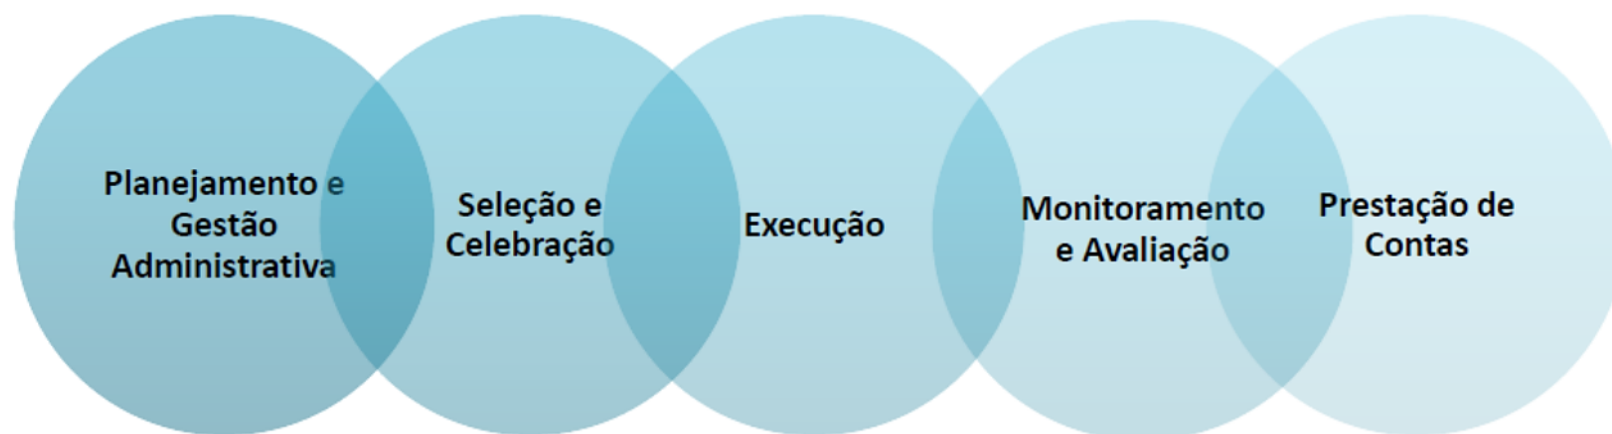 Planejamento e
Gestão
Administrativa
Seleção e
Celebração
Execução
Monitoramento
e Avaliação
Prestação de
Contas